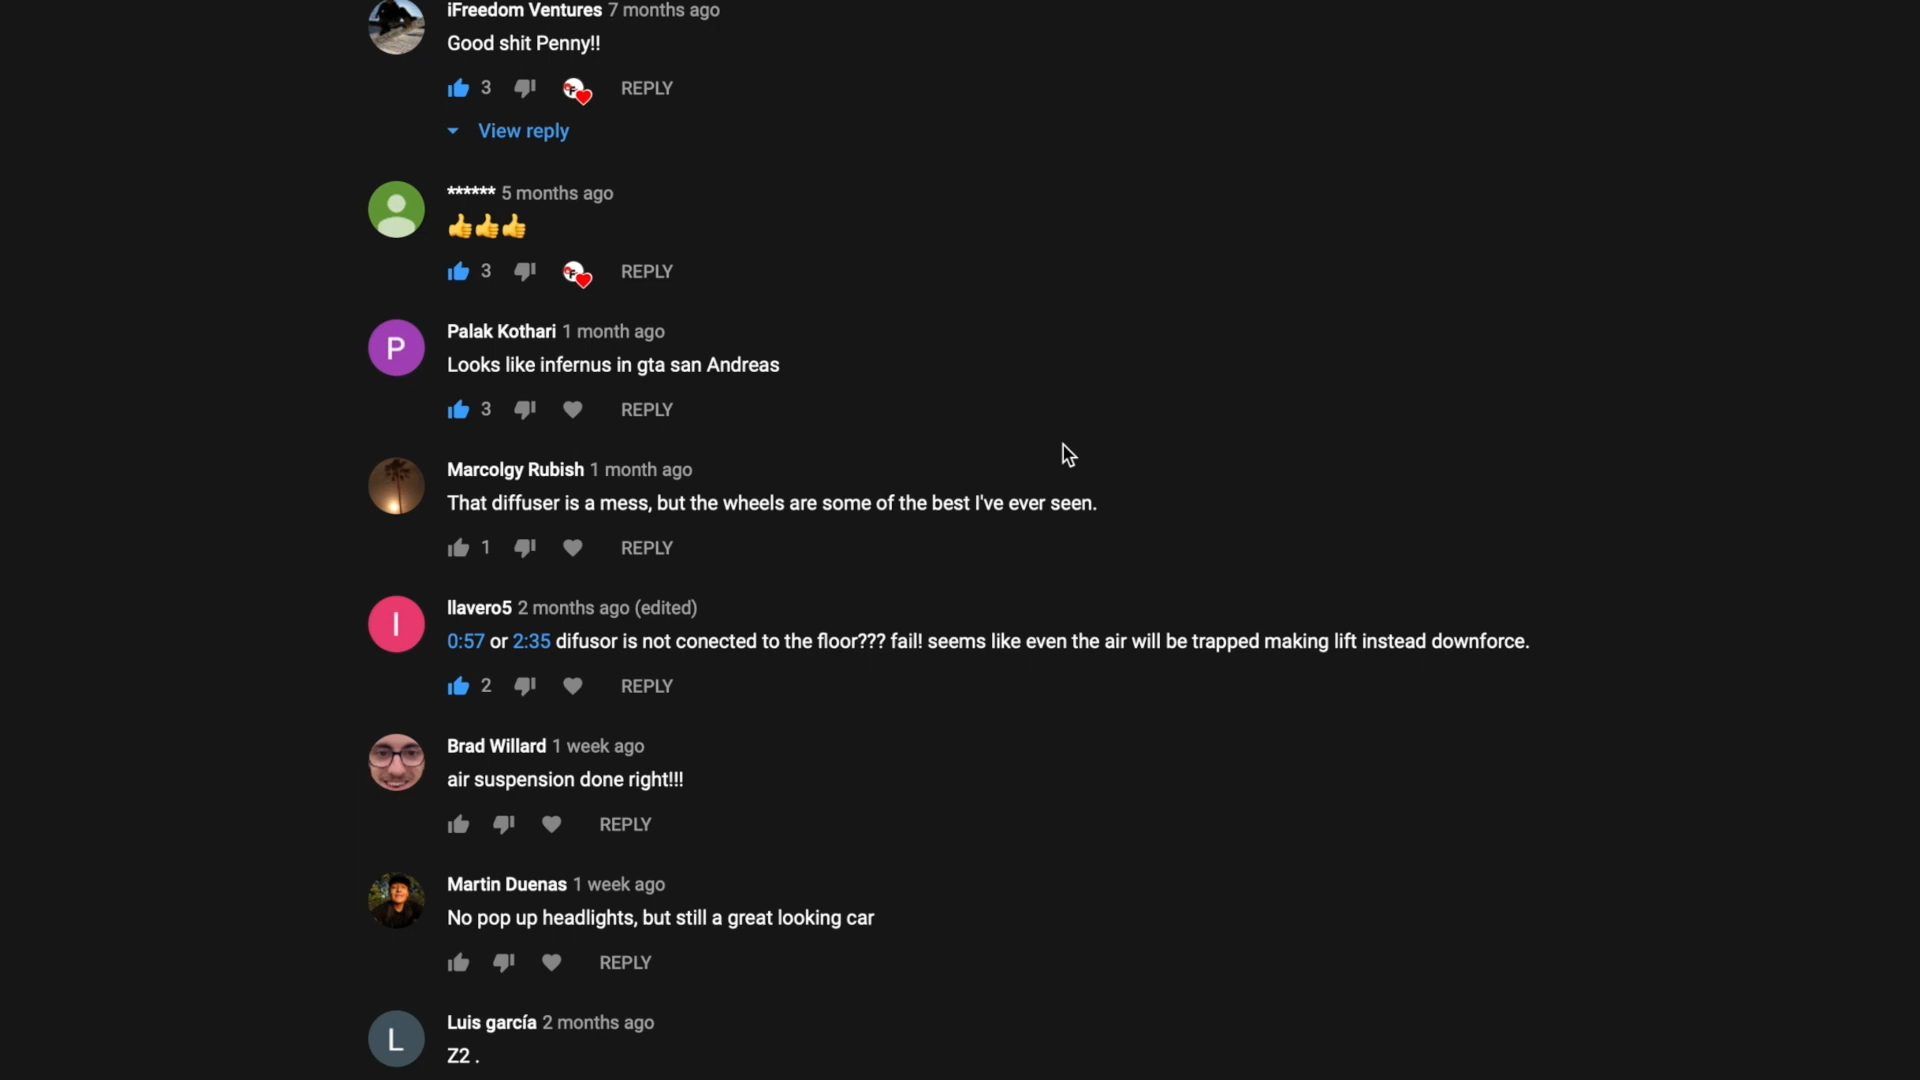 iFreedom Ventures 7 months ago
Good shit Penny!!
3 REPLY
View reply
****** 5 months ago
👍👍👍
3 REPLY
P
Palak Kothari 1 month ago
Looks like infernus in gta san Andreas
3 REPLY
Marcolgy Rubish 1 month ago
That diffuser is a mess, but the wheels are some of the best I've ever seen.
1 REPLY
I
llavero5 2 months ago (edited)
0:57 or 2:35 difusor is not conected to the floor??? fail! seems like even the air will be trapped making lift instead downforce.
2 REPLY
Brad Willard 1 week ago
air suspension done right!!!
REPLY
Martin Duenas 1 week ago
No pop up headlights, but still a great looking car
REPLY
L
Luis garcía 2 months ago
Z2 .